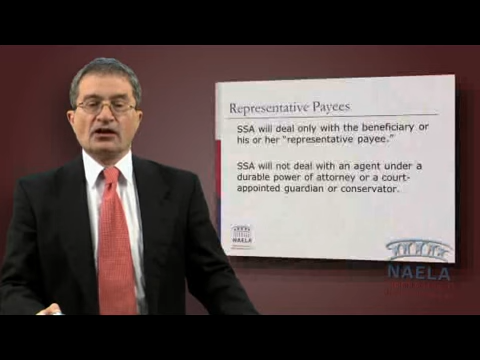 Representative Payees
SSA will deal only with the beneficiary or
his or her "representative payee."
SSA will not deal with an agent under a
durable power of attorney or a court-
appointed guardian or conservator.
NAELA
NAELA